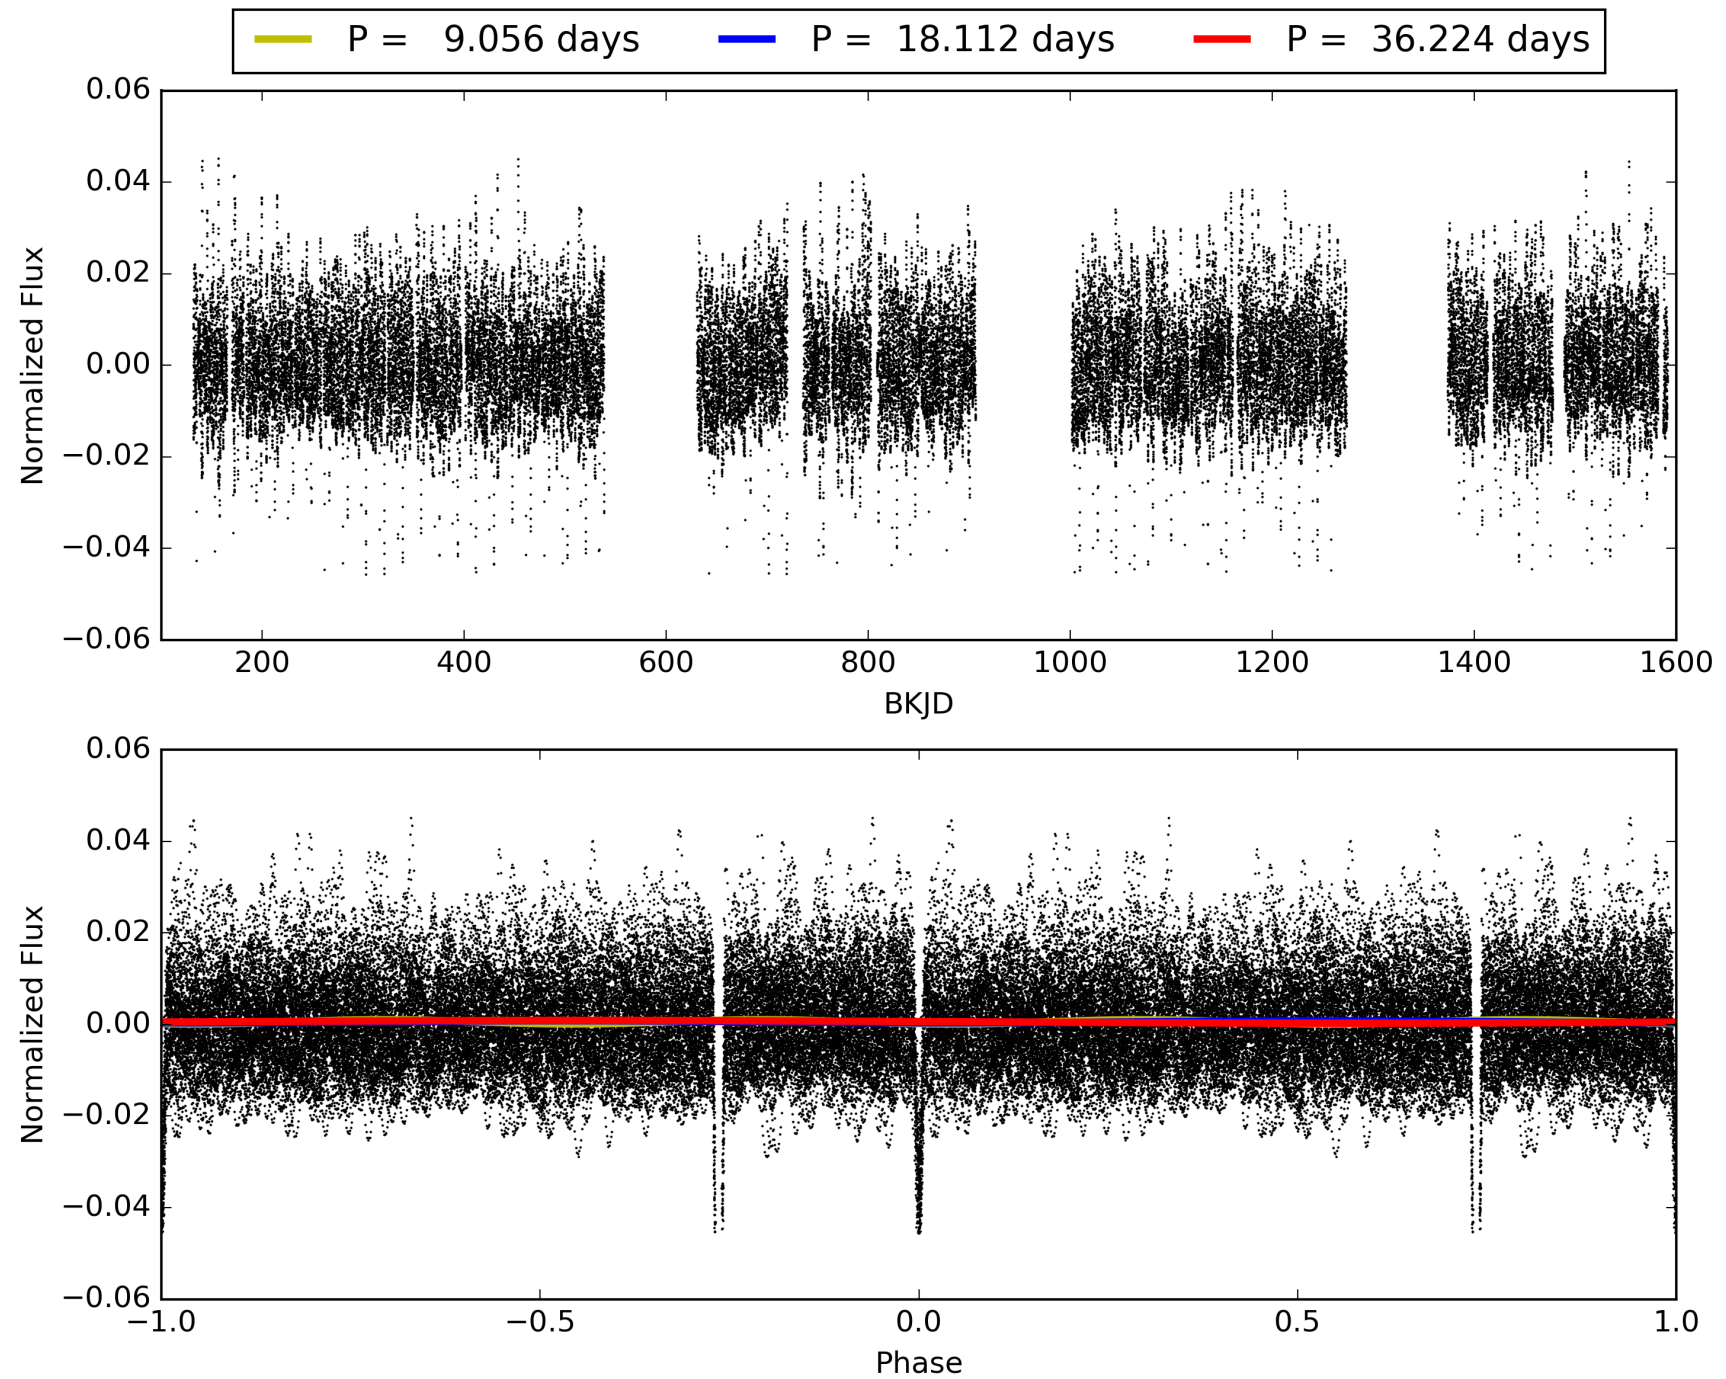 P =   9.056 days P =  18.112 days P =  36.224 days
0.06
0.04
0.02
0.00
−0.02
−0.04
−0.06
Normalized Flux
200 400 600 800 1000 1200 1400 1600
BKJD
0.06
0.04
0.02
0.00
−0.02
−0.04
−0.06
Normalized Flux
−1.0 −0.5 0.0 0.5 1.0
Phase